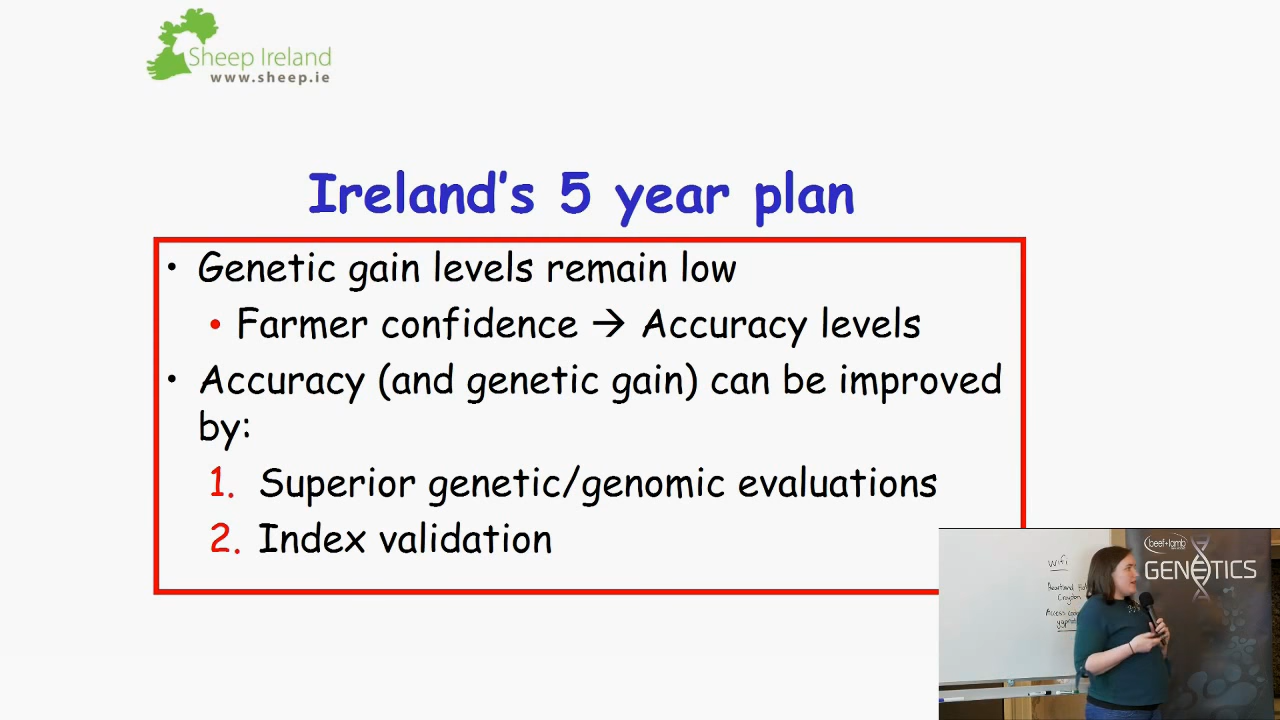 Sheep Ireland
www.sheep.ie
Ireland's 5 year plan
• Genetic gain levels remain low
• Farmer confidence → Accuracy levels
• Accuracy (and genetic gain) can be improved
by:
1. Superior genetic/genomic evaluations
2. Index validation
wifi
Croydon
Access
beef+lamb
GENETICS